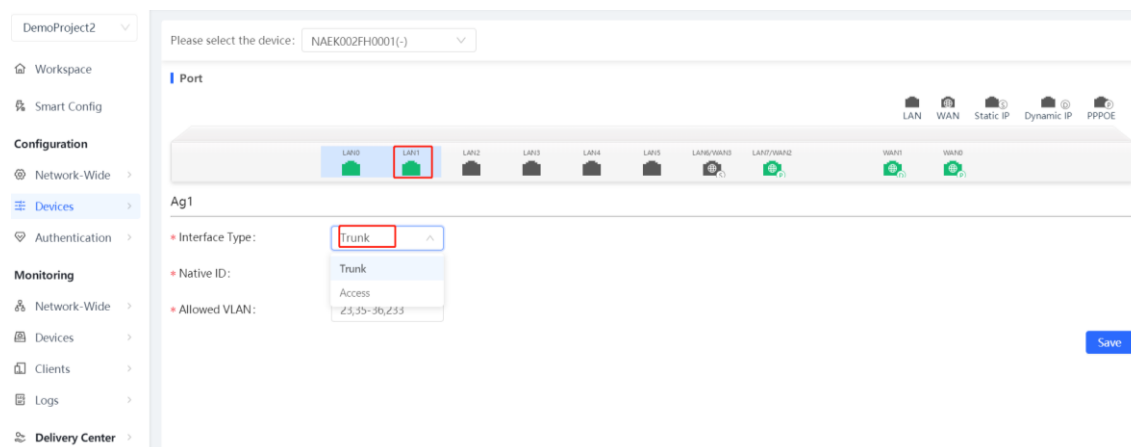 DemoProject2
Please select the device: NAEK002FH0001(-)
Workspace
Port
Smart Config
LAN WAN Static IP Dynamic IP PPPOE
Configuration
LAN0 LAN1 LAN2 LAN3 LAN4 LAN5 LAN6/WAN3 LAN7/WAN2 WAN1 WAN0
Network-Wide
Devices
Ag1
Authentication
* Interface Type: Trunk
Monitoring
* Native ID:
Trunk
Access
Network-Wide
* Allowed VLAN: 23,35-36,233
Devices
Save
Clients
Logs
Delivery Center